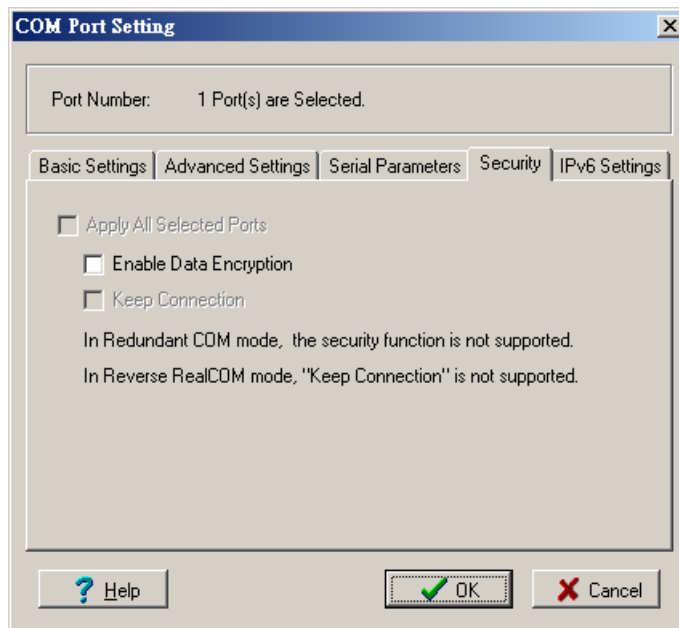 COM Port Setting
Port Number: 1 Port(s) are Selected.
Basic Settings Advanced Settings Serial Parameters Security IPv6 Settings
Apply All Selected Ports
Enable Data Encryption
Keep Connection
In Redundant COM mode, the security function is not supported.
In Reverse RealCOM mode, "Keep Connection" is not supported.
? Help OK Cancel